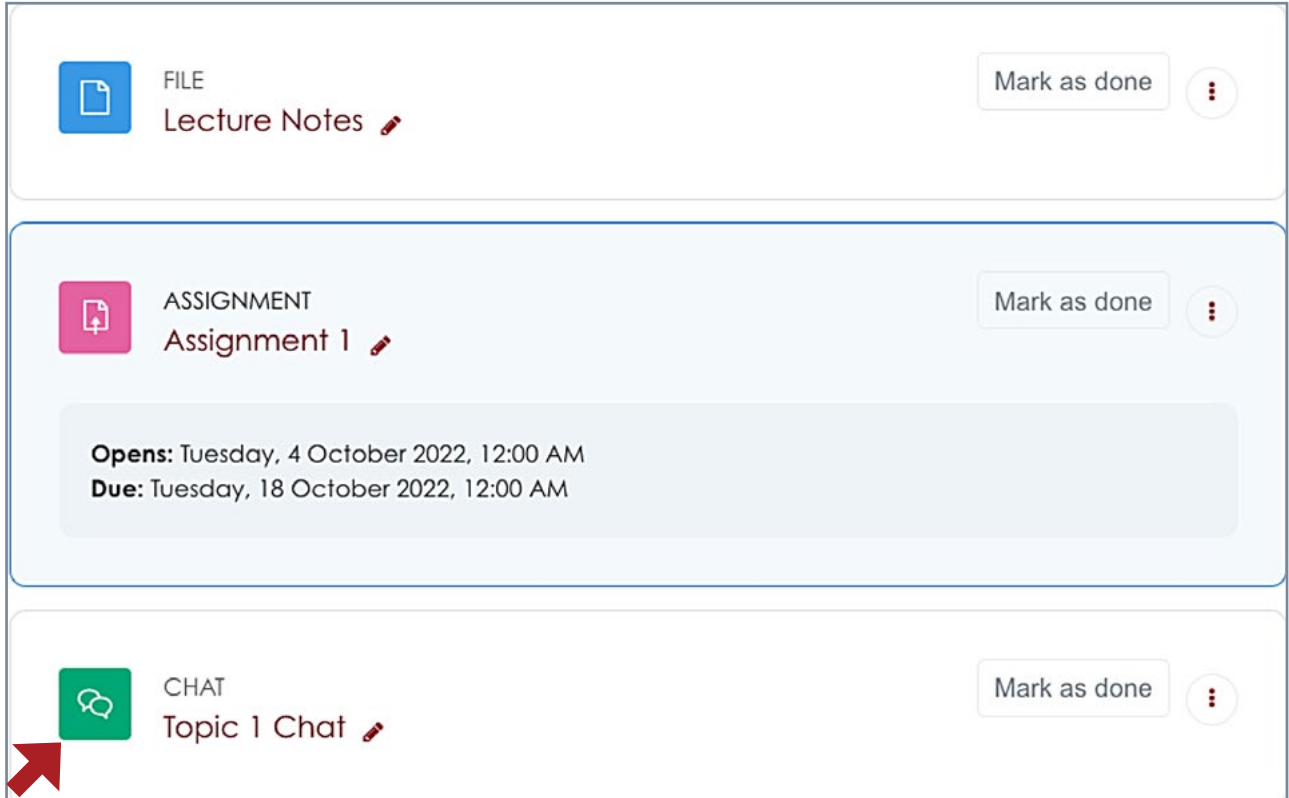 FILE
Lecture Notes
Mark as done
ASSIGNMENT
Assignment 1
Mark as done
Opens: Tuesday, 4 October 2022, 12:00 AM
Due: Tuesday, 18 October 2022, 12:00 AM
CHAT
Topic 1 Chat
Mark as done